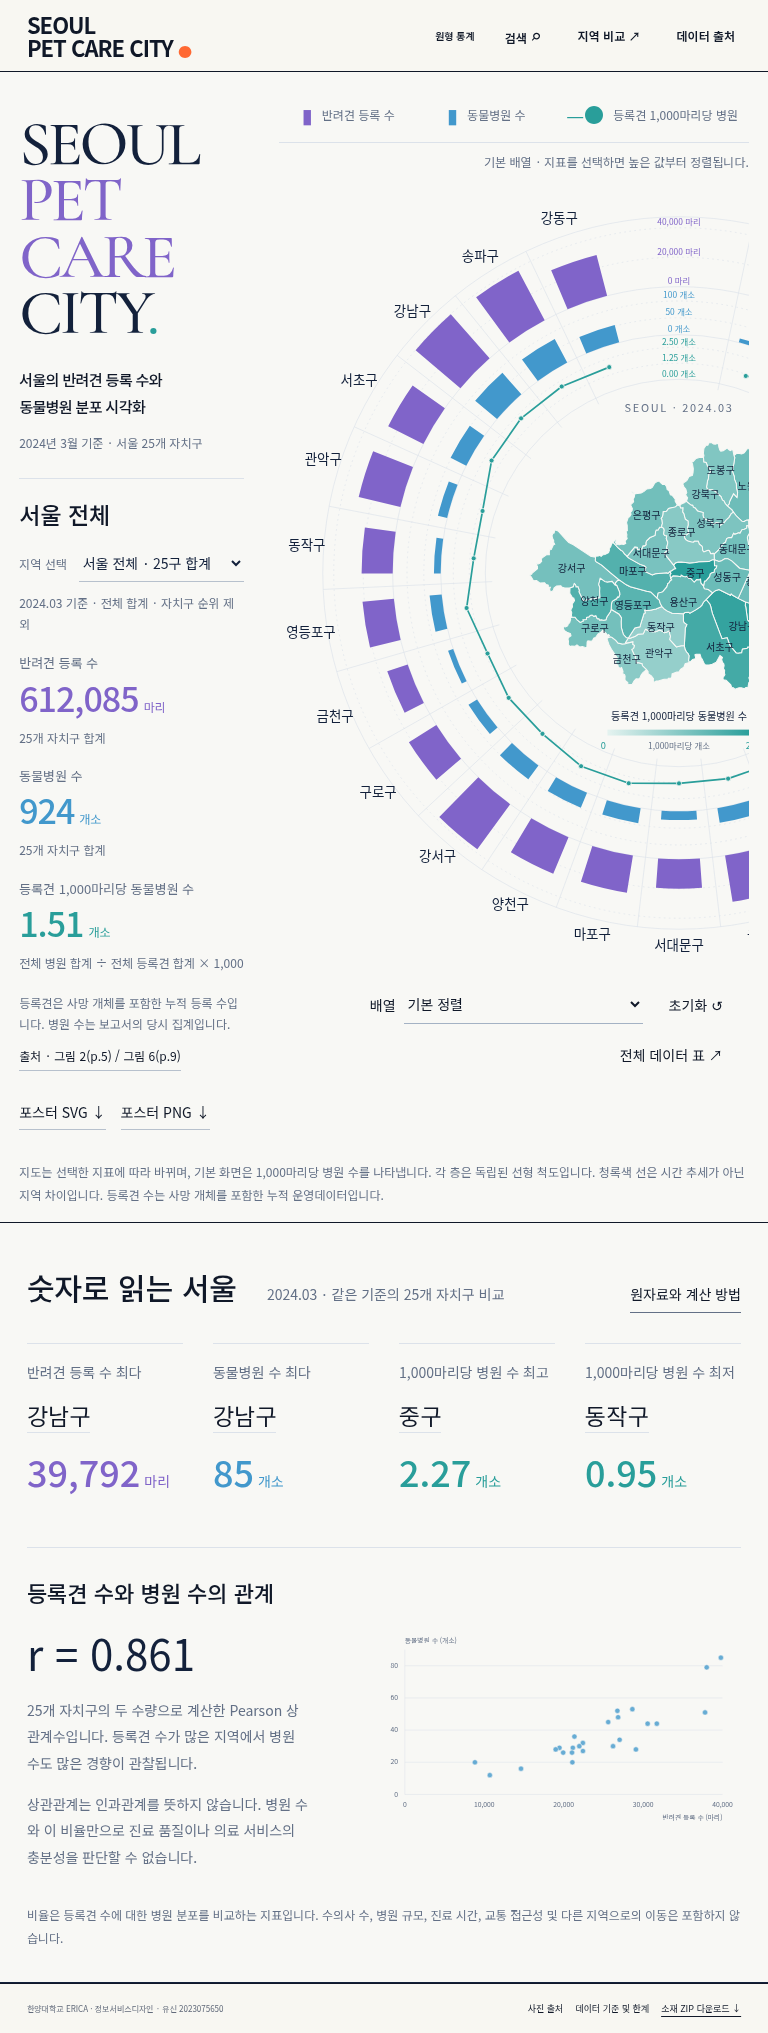 SEOUL
PET CARE CITY
원형 통계
검색
지역 비교 ↗
데이터 출처
SEOUL
PET
CARE
CITY.
서울의 반려견 등록 수와
동물병원 분포 시각화
2024년 3월 기준 · 서울 25개 자치구
서울 전체
지역 선택
서울 전체 · 25구 합계
2024.03 기준 · 전체 합계 · 자치구 순위 제
외
반려견 등록 수
612,085 마리
25개 자치구 합계
동물병원 수
924 개소
25개 자치구 합계
등록견 1,000마리당 동물병원 수
1.51 개소
전체 병원 합계 ÷ 전체 등록견 합계 × 1,000
등록견은 사망 개체를 포함한 누적 등록 수입
니다. 병원 수는 보고서의 당시 집계입니다.
출처 · 그림 2(p.5) / 그림 6(p.9)
포스터 SVG ↓
포스터 PNG ↓
반려견 등록 수
동물병원 수
등록견 1,000마리당 병원
기본 배열 · 지표를 선택하면 높은 값부터 정렬됩니다.
강동구
송파구
강남구
서초구
관악구
동작구
영등포구
금천구
구로구
강서구
양천구
마포구
서대문구
40,000 마리
20,000 마리
0 마리
100 개소
50 개소
0 개소
2.50 개소
1.25 개소
0.00 개소
SEOUL · 2024.03
도봉구
강북구
은평구
성북구
종로구
서대문구
동대문구
강서구
마포구
중구
성동구
양천구
영등포구
용산구
구로구
동작구
강남
서초구
금천구
관악구
등록견 1,000마리당 동물병원 수
0
1,000마리당 개소
배열
기본 정렬
초기화 ↺
전체 데이터 표 ↗
지도는 선택한 지표에 따라 바뀌며, 기본 화면은 1,000마리당 병원 수를 나타냅니다. 각 층은 독립된 선형 척도입니다. 청록색 선은 시간 추세가 아닌
지역 차이입니다. 등록견 수는 사망 개체를 포함한 누적 운영데이터입니다.
숫자로 읽는 서울
2024.03 · 같은 기준의 25개 자치구 비교
원자료와 계산 방법
반려견 등록 수 최다
강남구
39,792 마리
동물병원 수 최다
강남구
85 개소
1,000마리당 병원 수 최고
중구
2.27 개소
1,000마리당 병원 수 최저
동작구
0.95 개소
등록견 수와 병원 수의 관계
r = 0.861
25개 자치구의 두 수량으로 계산한 Pearson 상
관계수입니다. 등록견 수가 많은 지역에서 병원
수도 많은 경향이 관찰됩니다.
상관관계는 인과관계를 뜻하지 않습니다. 병원 수
와 이 비율만으로 진료 품질이나 의료 서비스의
충분성을 판단할 수 없습니다.
동물병원 수 (개소)
80
60
40
20
0
0
10,000
20,000
30,000
40,000
반려견 등록 수 (마리)
비율은 등록견 수에 대한 병원 분포를 비교하는 지표입니다. 수의사 수, 병원 규모, 진료 시간, 교통 접근성 및 다른 지역으로의 이동은 포함하지 않
습니다.
한양대학교 ERICA · 정보서비스디자인 · 유신 2023075650
사진 출처
데이터 기준 및 한계
소재 ZIP 다운로드 ↓